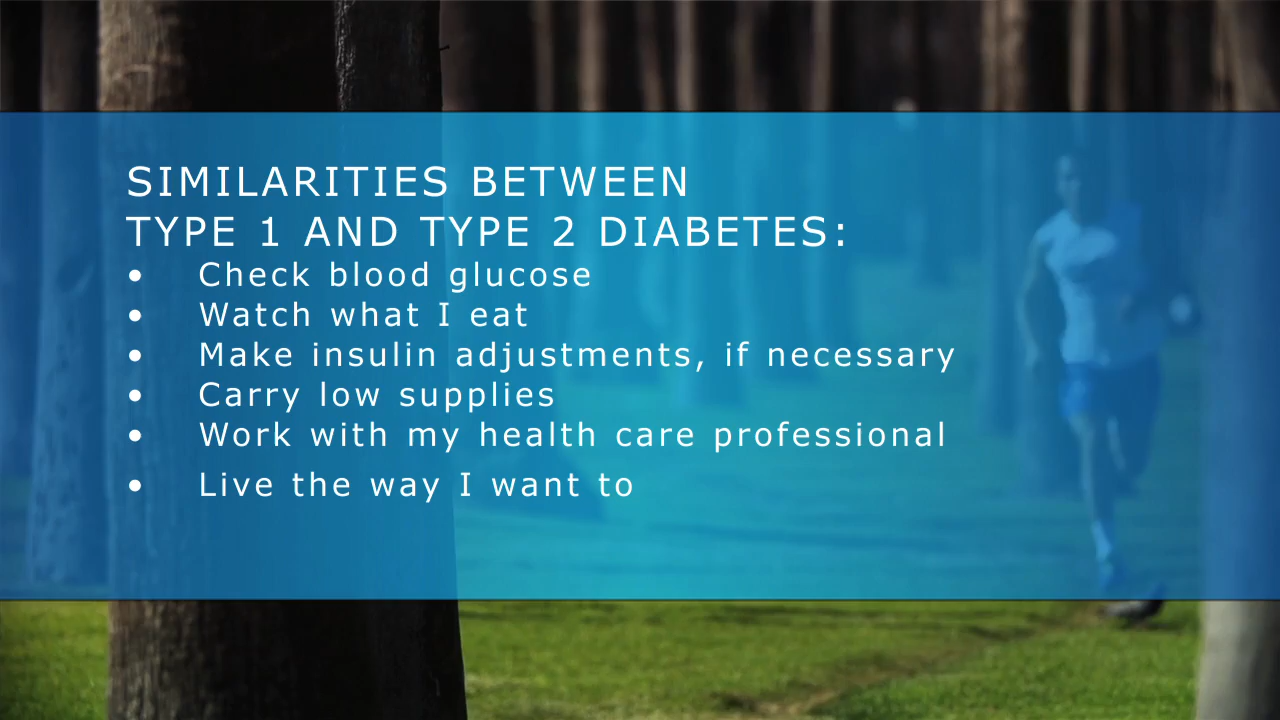 SIMILARITIES BETWEEN
TYPE 1 AND TYPE 2 DIABETES:
• Check blood glucose
• Watch what I eat
• Make insulin adjustments, if necessary
• Carry low supplies
• Work with my health care professional
• Live the way I want to